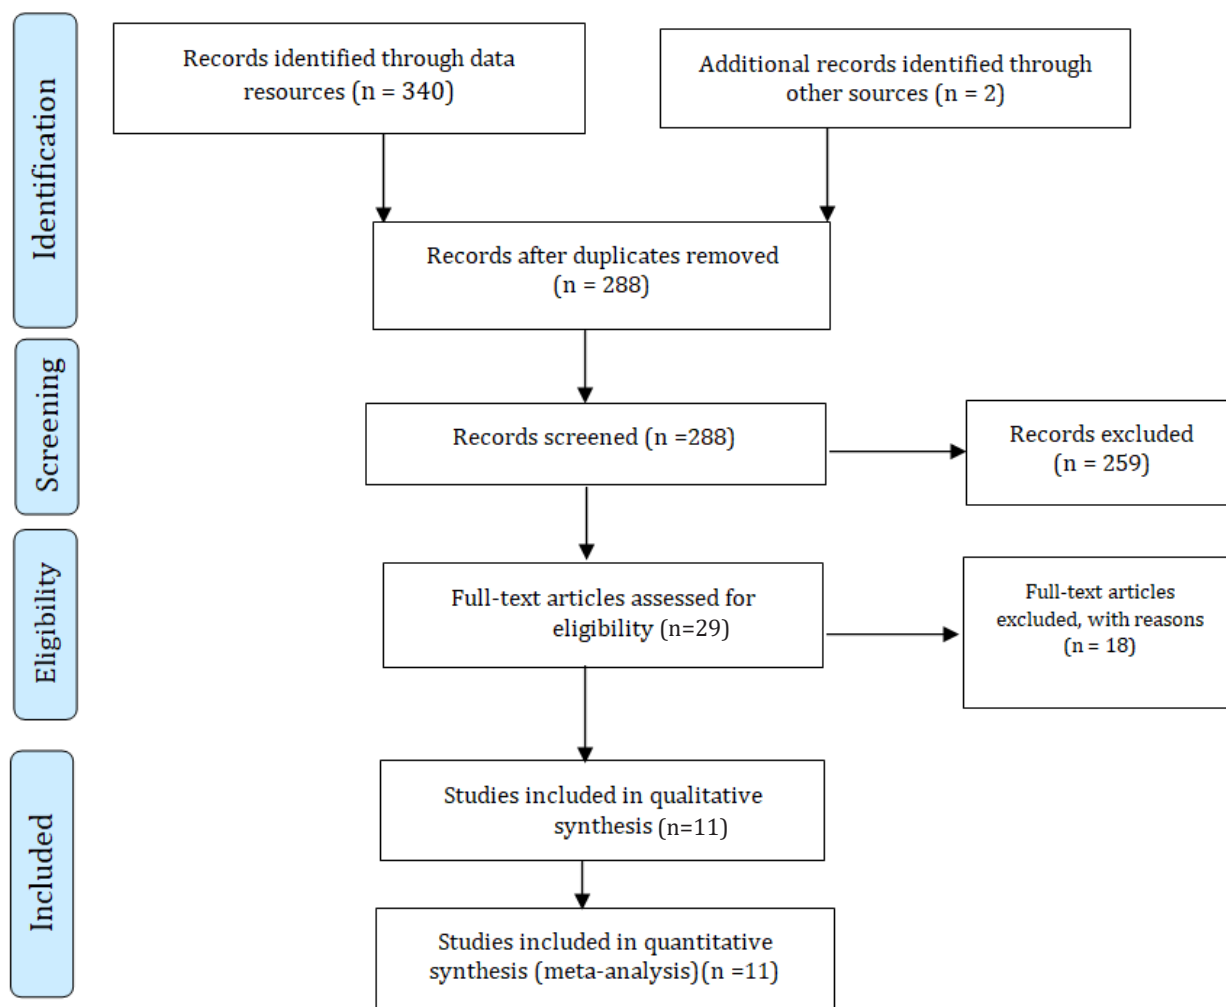 Identification
Records identified through data
resources (n = 340)
Additional records identified through
other sources (n = 2)
Records after duplicates removed
(n = 288)
Screening
Records screened (n =288)
Records excluded
(n = 259)
Eligibility
Full-text articles assessed for
eligibility (n=29)
Full-text articles
excluded, with reasons
(n = 18)
Included
Studies included in qualitative
synthesis (n=11)
Studies included in quantitative
synthesis (meta-analysis)(n =11)